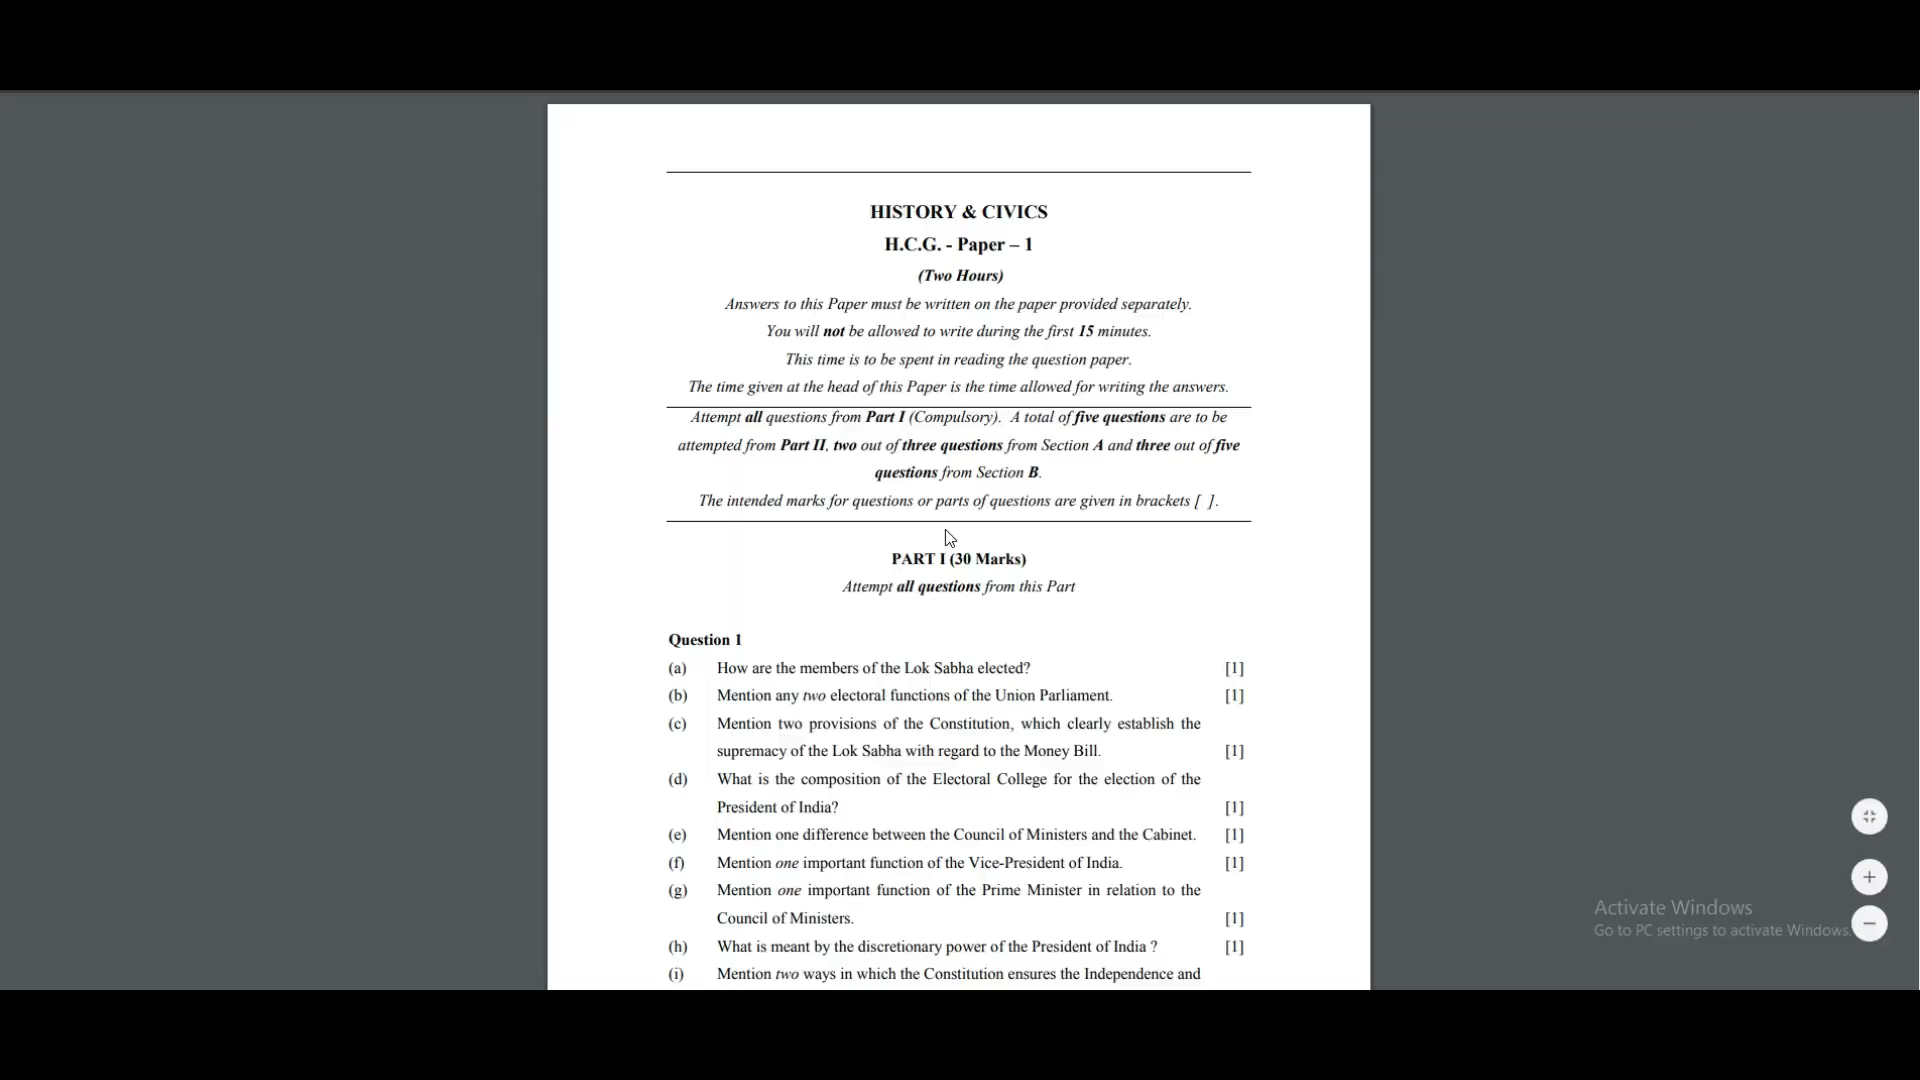 HISTORY & CIVICS
H.C.G. - Paper – 1
(Two Hours)
Answers to this Paper must be written on the paper provided separately.
You will not be allowed to write during the first 15 minutes.
This time is to be spent in reading the question paper.
The time given at the head of this Paper is the time allowed for writing the answers.
Attempt all questions from Part I (Compulsory). A total of five questions are to be
attempted from Part II, two out of three questions from Section A and three out of five
questions from Section B.
The intended marks for questions or parts of questions are given in brackets [ ].
PART I (30 Marks)
Attempt all questions from this Part
Question 1
(a) How are the members of the Lok Sabha elected? [1]
(b) Mention any two electoral functions of the Union Parliament. [1]
(c) Mention two provisions of the Constitution, which clearly establish the
supremacy of the Lok Sabha with regard to the Money Bill. [1]
(d) What is the composition of the Electoral College for the election of the
President of India? [1]
(e) Mention one difference between the Council of Ministers and the Cabinet. [1]
(f) Mention one important function of the Vice-President of India. [1]
(g) Mention one important function of the Prime Minister in relation to the
Council of Ministers. [1]
(h) What is meant by the discretionary power of the President of India ? [1]
(i) Mention two ways in which the Constitution ensures the Independence and
Activate Windows
Go to PC settings to activate Windows.